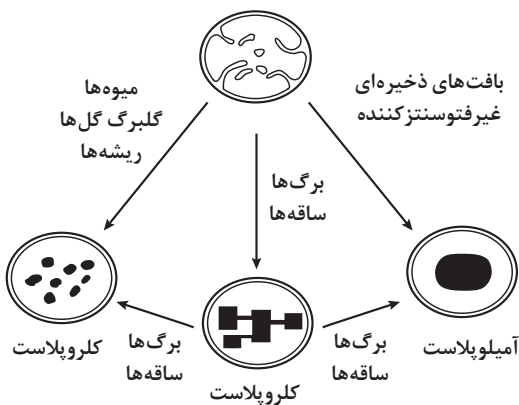 میوه‌ها
گلبرگ گل‌ها
ریشه‌ها
بافت‌های ذخیره‌ای
غیرفتوسنتزکننده
برگ‌ها
ساقه‌ها
کلروپلاست
برگ‌ها
ساقه‌ها
کلروپلاست
برگ‌ها
ساقه‌ها
آمیلوپلاست